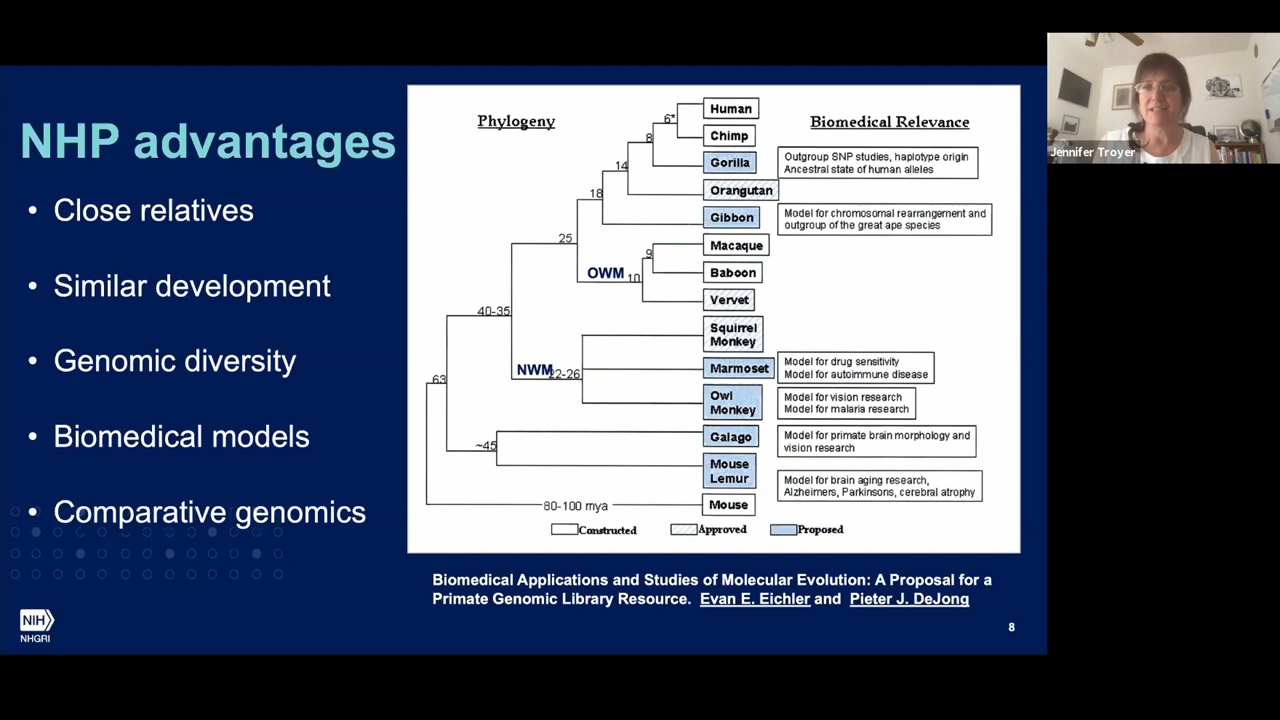 NHP advantages
• Close relatives
• Similar development
• Genomic diversity
• Biomedical models
• Comparative genomics
NIH
NHGRI
Phylogeny
Biomedical Relevance
Human
Chimp
Gorilla
Orangutan
Gibbon
Macaque
Baboon
Vervet
Squirrel
Monkey
Marmoset
Owl
Monkey
Galago
Mouse
Lemur
Mouse
6*
8
14
18
25
9
OWM
10
40-35
NWM
22-26
63
~45
80-100 mya
Outgroup SNP studies, haplotype origin
Ancestral state of human alleles
Model for chromosomal rearrangement and
outgroup of the great ape species
Model for drug sensitivity
Model for autoimmune disease
Model for vision research
Model for malaria research
Model for primate brain morphology and
vision research
Model for brain aging research,
Alzheimers, Parkinsons, cerebral atrophy
Constructed
Approved
Proposed
Biomedical Applications and Studies of Molecular Evolution: A Proposal for a
Primate Genomic Library Resource. Evan E. Eichler and Pieter J. DeJong
8
Jennifer Troyer